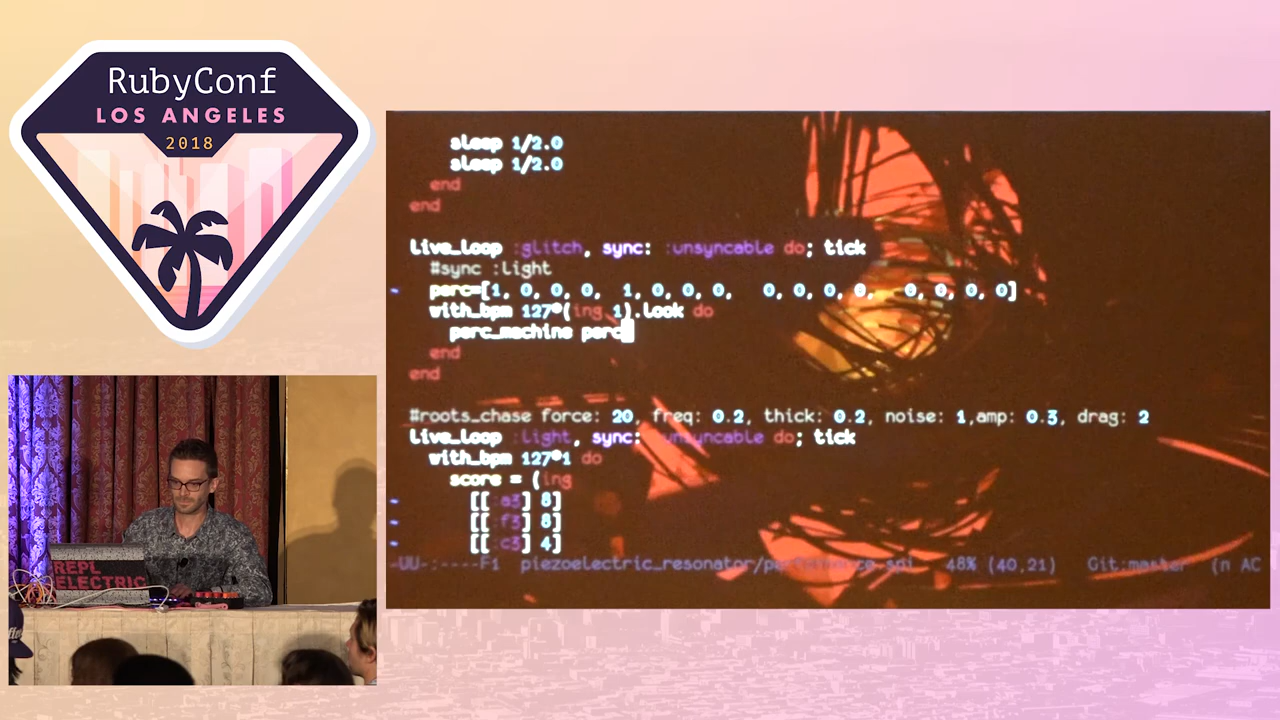 RubyConf
LOS ANGELES
2018
sleep 1/2.0
sleep 1/2.0
end
end
live_loop :glitch, sync: :unsyncable do; tick
#sync :light
perc=[1, 0, 0, 0, 1, 0, 0, 0, 0, 0, 0, 0, 0, 0, 0, 0]
with_bpm 127*(ing 1).look do
perc_machine perc
end
end
#roots_chase force: 20, freq: 0.2, thick: 0.2, noise: 1,amp: 0.3, drag: 2
live_loop :light, sync: :unsyncable do; tick
with_bpm 127*1 do
score = (ing
[[:a3] 8]
[[:f3] 8]
[[:c3] 4]
-UU-:----F1 piezoelectric_resonator/performance.spi 48% (40,21) Git:master (n AC
REPL
ELECTRIC